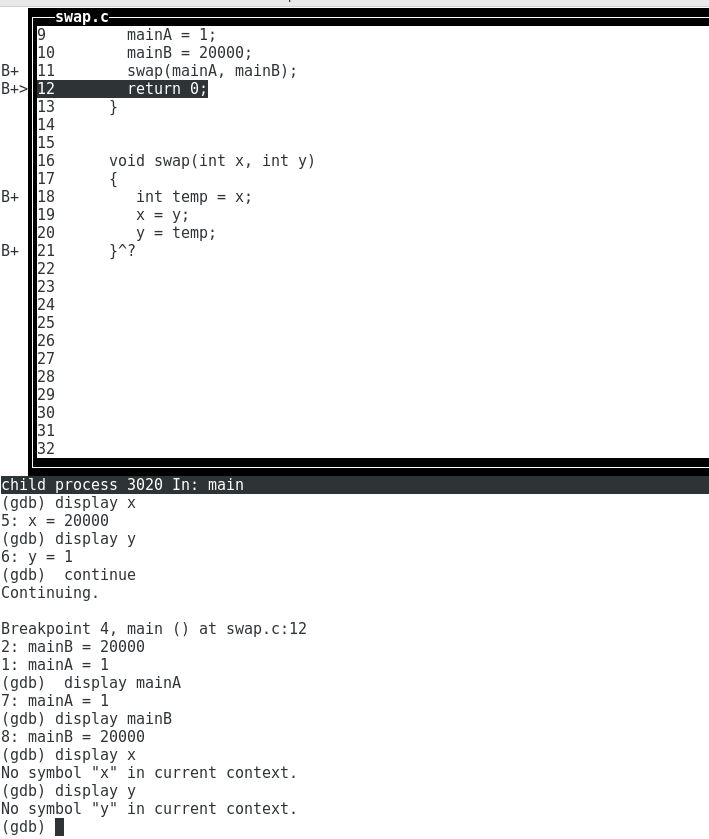 swap.c
9 mainA = 1;
10 mainB = 20000;
B+ 11 swap(mainA, mainB);
B+> 12 return 0;
13 }
14
15
16 void swap(int x, int y)
17 {
B+ 18 int temp = x;
19 x = y;
20 y = temp;
B+ 21 }^?
22
23
24
25
26
27
28
29
30
31
32
child process 3020 In: main
(gdb) display x
5: x = 20000
(gdb) display y
6: y = 1
(gdb)  continue
Continuing.
Breakpoint 4, main () at swap.c:12
2: mainB = 20000
1: mainA = 1
(gdb)  display mainA
7: mainA = 1
(gdb) display mainB
8: mainB = 20000
(gdb) display x
No symbol "x" in current context.
(gdb) display y
No symbol "y" in current context.
(gdb)